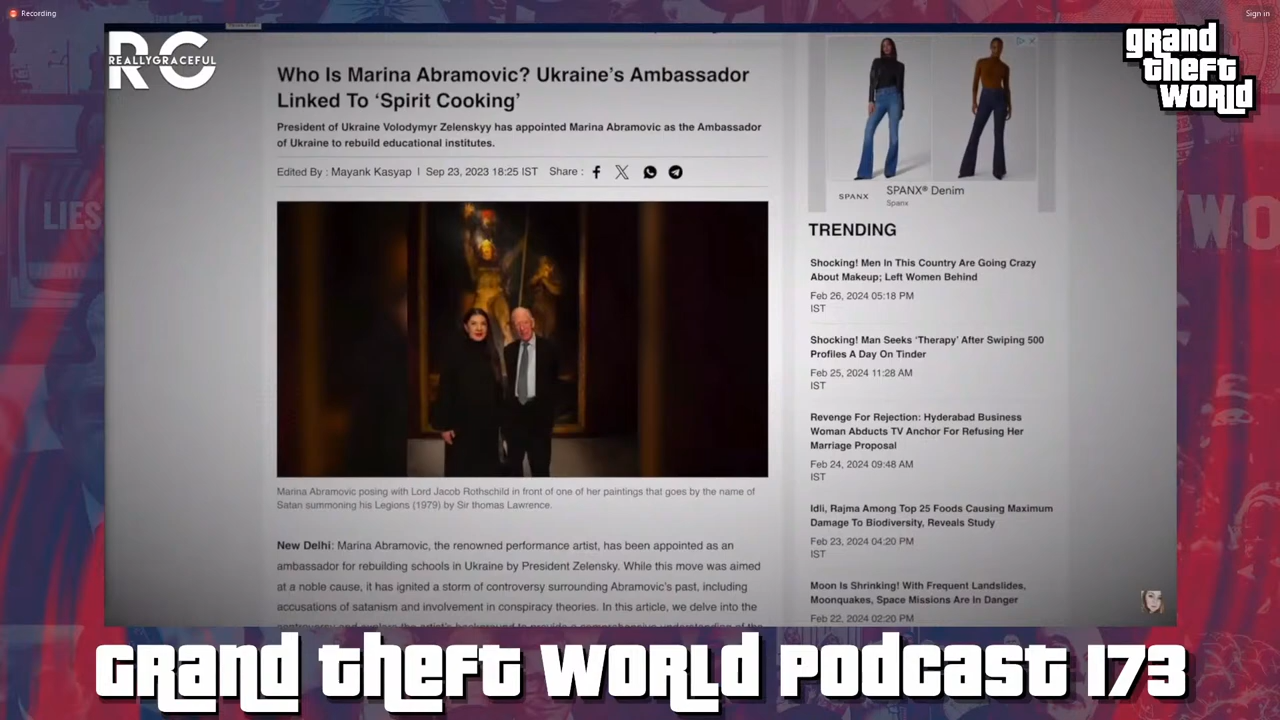 Recording
Sign in
RG
REALLYGRACEFUL
grand
theft
WORLD
LIES
Who Is Marina Abramovic? Ukraine's Ambassador
Linked To 'Spirit Cooking'
President of Ukraine Volodymyr Zelenskyy has appointed Marina Abramovic as the Ambassador
of Ukraine to rebuild educational institutes.
Edited By : Mayank Kasyap | Sep 23, 2023 18:25 IST Share :
Marina Abramovic posing with Lord Jacob Rothschild in front of one of her paintings that goes by the name of
Satan summoning his Legions (1979) by Sir thomas Lawrence.
New Delhi: Marina Abramovic, the renowned performance artist, has been appointed as an
ambassador for rebuilding schools in Ukraine by President Zelensky. While this move was aimed
at a noble cause, it has ignited a storm of controversy surrounding Abramovic's past, including
accusations of satanism and involvement in conspiracy theories. In this article, we delve into the
SPANX
SPANX® Denim
Spanx
TRENDING
Shocking! Men In This Country Are Going Crazy
About Makeup; Left Women Behind
Feb 26, 2024 05:18 PM
IST
Shocking! Man Seeks 'Therapy' After Swiping 500
Profiles A Day On Tinder
Feb 25, 2024 11:28 AM
IST
Revenge For Rejection: Hyderabad Business
Woman Abducts TV Anchor For Refusing Her
Marriage Proposal
Feb 24, 2024 09:48 AM
IST
Idli, Rajma Among Top 25 Foods Causing Maximum
Damage To Biodiversity, Reveals Study
Feb 23, 2024 04:20 PM
IST
Moon Is Shrinking! With Frequent Landslides,
Moonquakes, Space Missions Are In Danger
Feb 22, 2024 02:20 PM
GRAND THEFT WORLD PODCAST 173